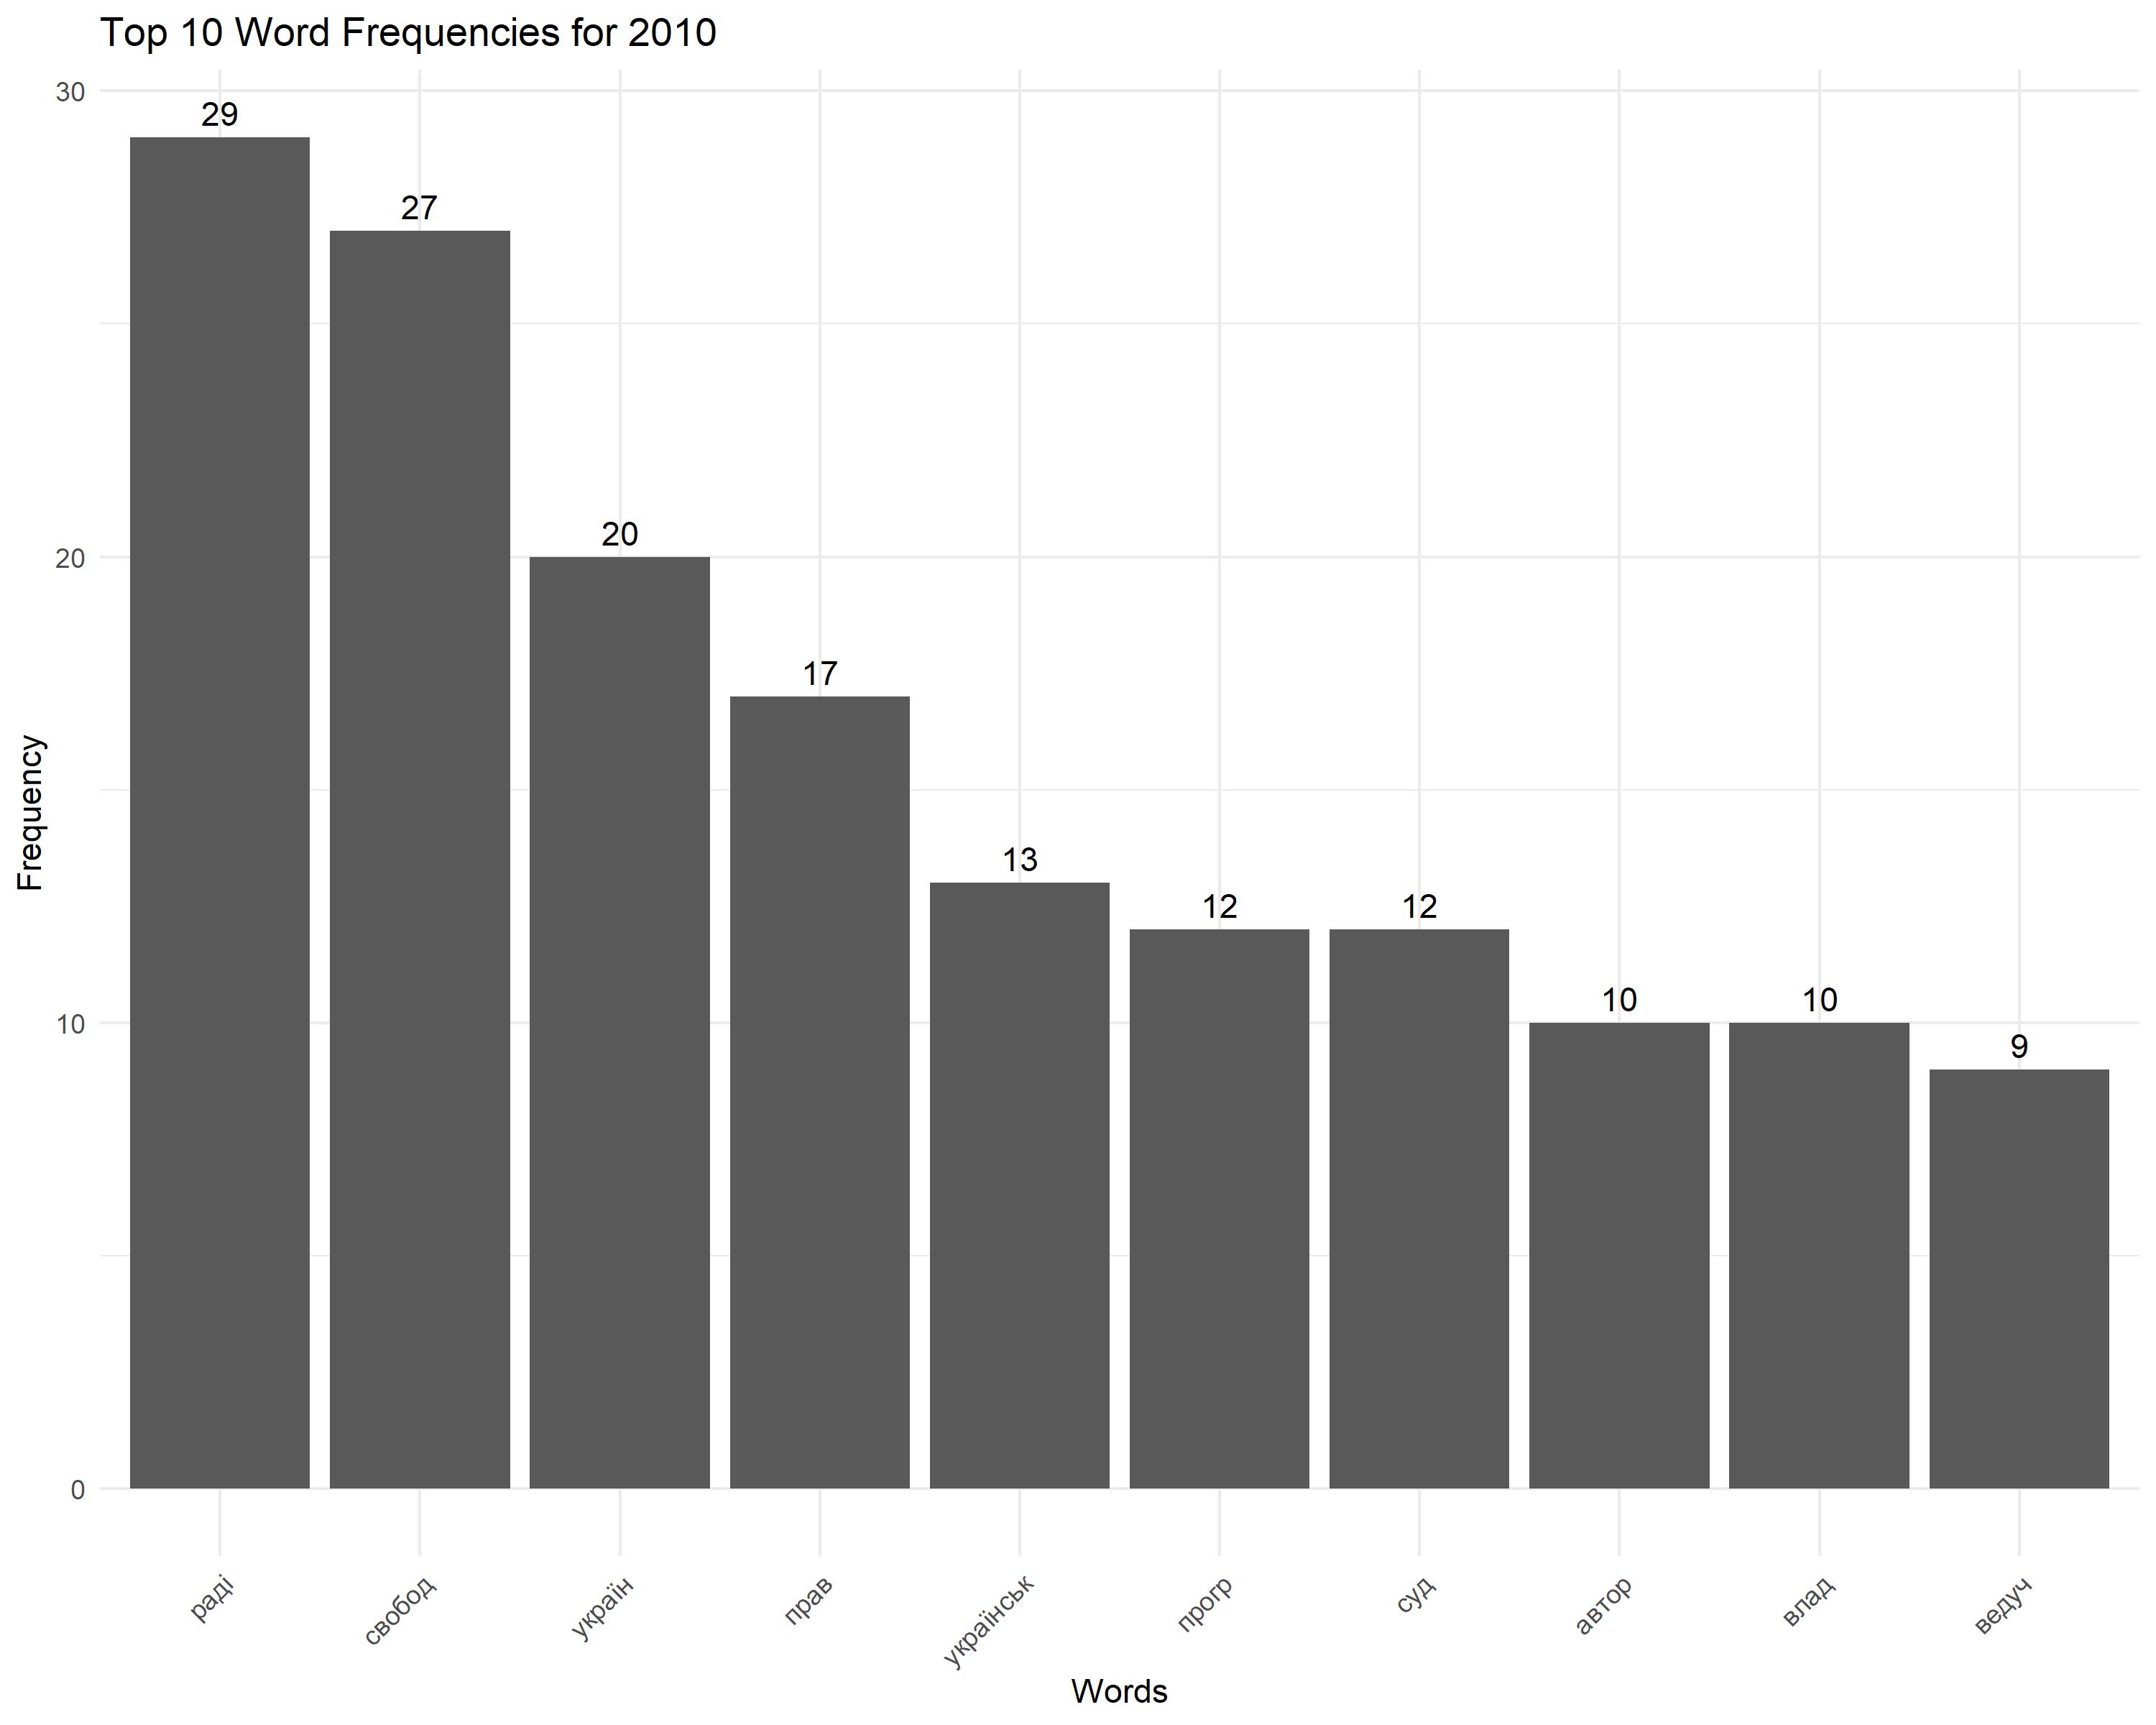 Top 10 Word Frequencies for 2010
30
29
27
20
20
17
13
12
12
10
10
10
9
0
Frequency
раді
свобод
україн
прав
українськ
прогр
суд
автор
влад
ведуч
Words